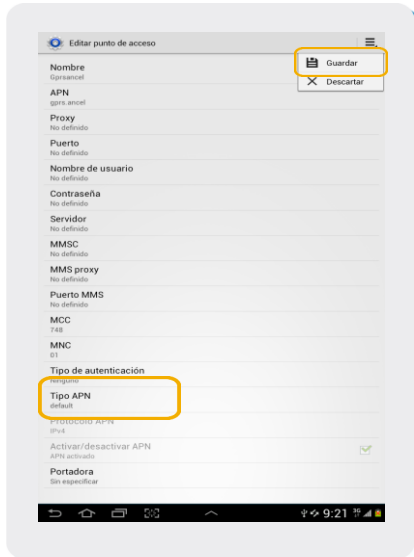 Editar punto de acceso
Guardar
Descartar
Nombre
Gprsancel
APN
gprs.ancel
Proxy
No definido
Puerto
No definido
Nombre de usuario
No definido
Contraseña
No definido
Servidor
No definido
MMSC
No definido
MMS proxy
No definido
Puerto MMS
No definido
MCC
748
MNC
01
Tipo de autenticación
Ninguno
Tipo APN
default
Protocolo APN
IPv4
Activar/desactivar APN
APN activado
Portadora
Sin especificar
9:21 3G